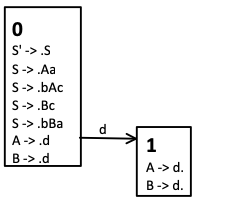 0
S' -> .S
S -> .Aa
S -> .bAc
S -> .Bc
S -> .bBa
A -> .d
B -> .d
d
1
A -> d.
B -> d.